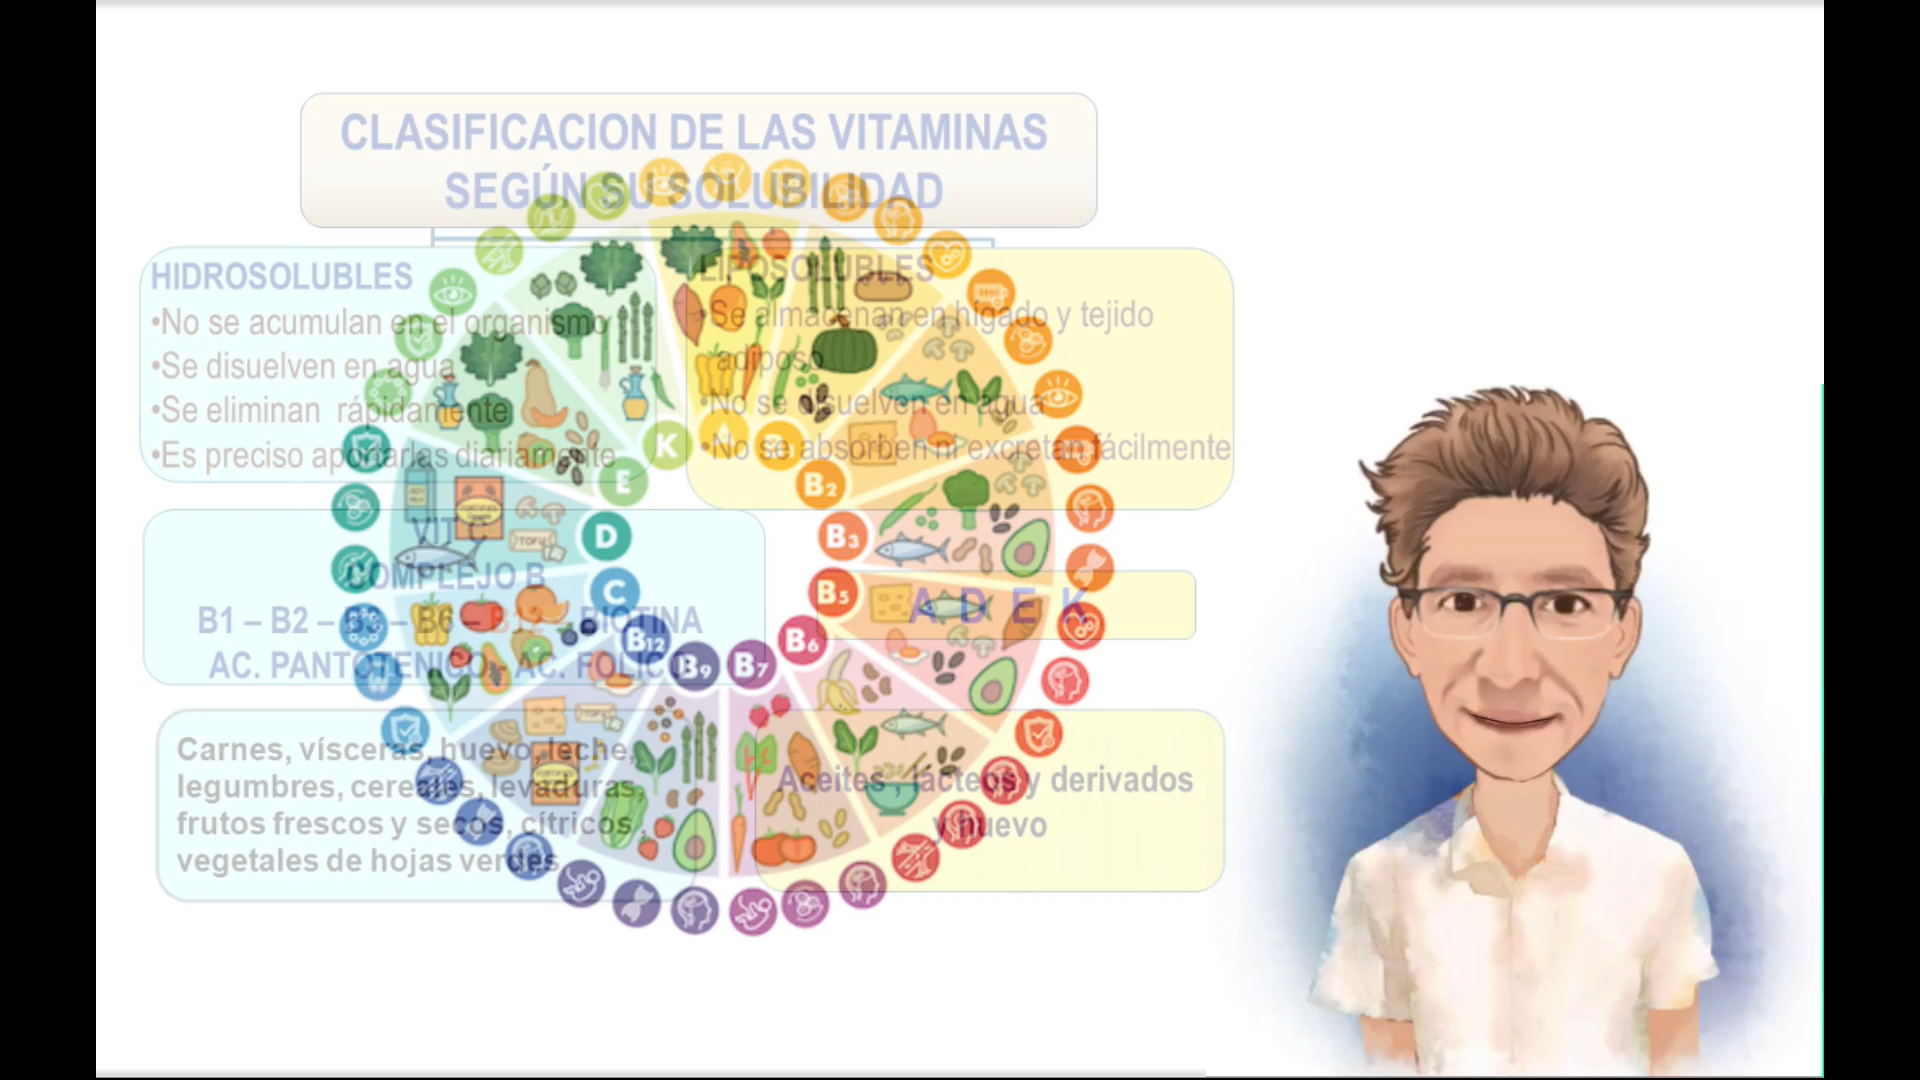 CLASIFICACION DE LAS VITAMINAS
SEGÚN SU SOLUBILIDAD
HIDROSOLUBLES
•No se acumulan en el organismo
•Se disuelven en agua
•Se eliminan rápidamente
•Es preciso aportarlas diariamente
LIPOSOLUBLES
•Se almacenan en hígado y tejido
adiposo
•No se disuelven en agua
•No se absorben ni excretan fácilmente
VIT C
COMPLEJO B
B1 – B2 – B3 – B6 – BIOTINA
AC. PANTOTENICO, AC. FOLICO
A D E K
Carnes, vísceras, huevo, leche,
legumbres, cereales, levaduras,
frutos frescos y secos, cítricos,
vegetales de hojas verdes
Aceites, lácteos y derivados
y huevo
K
E
D
C
B12
B9
B7
B6
B5
B3
B2
TOFU